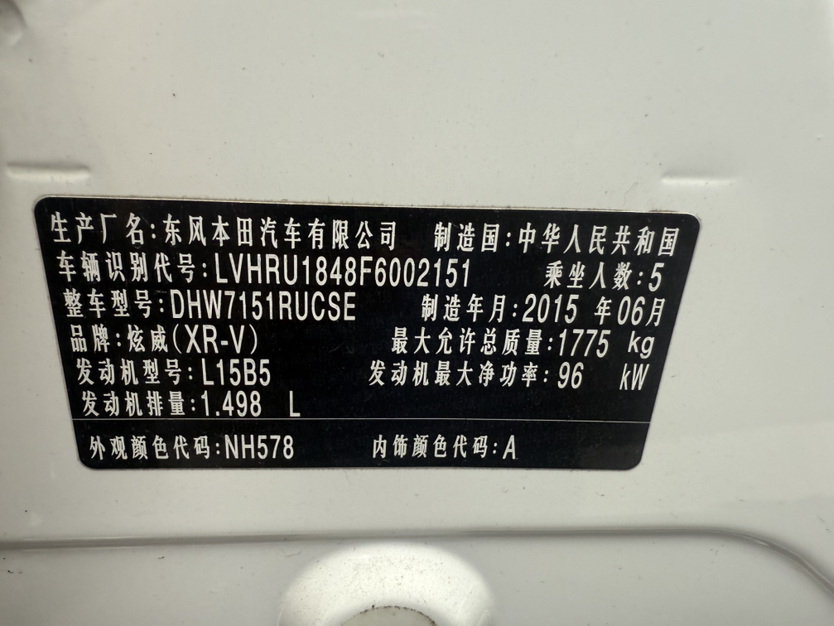 生产厂名:东风本田汽车有限公司 制造国:中华人民共和国
车辆识别代号:LVHRU1848F6002151 乘坐人数:5
整车型号:DHW7151RUCSE 制造年月:2015 年06月
品牌:炫威(XR-V) 最大允许总质量:1775 kg
发动机型号:L15B5 发动机最大净功率:96 kW
发动机排量:1.498 L
外观颜色代码:NH578 内饰颜色代码:A